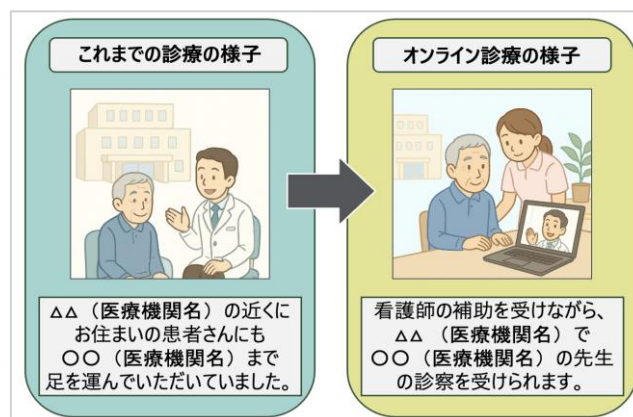 これまでの診療の様子
△△（医療機関名）の近くに
お住まいの患者さんにも
〇〇（医療機関名）まで
足を運んでいただいていました。
オンライン診療の様子
看護師の補助を受けながら、
△△（医療機関名）で
〇〇（医療機関名）の先生
の診察を受けられます。